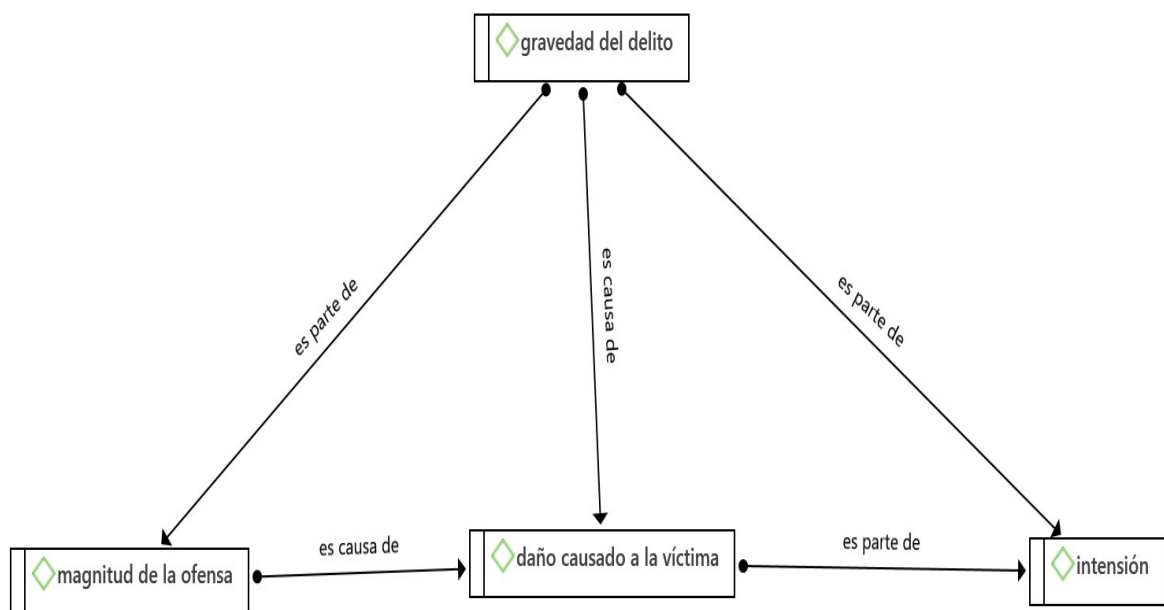 gravedad del delito
es parte de
es causa de
es parte de
magnitud de la ofensa
es causa de
daño causado a la víctima
es parte de
intensión